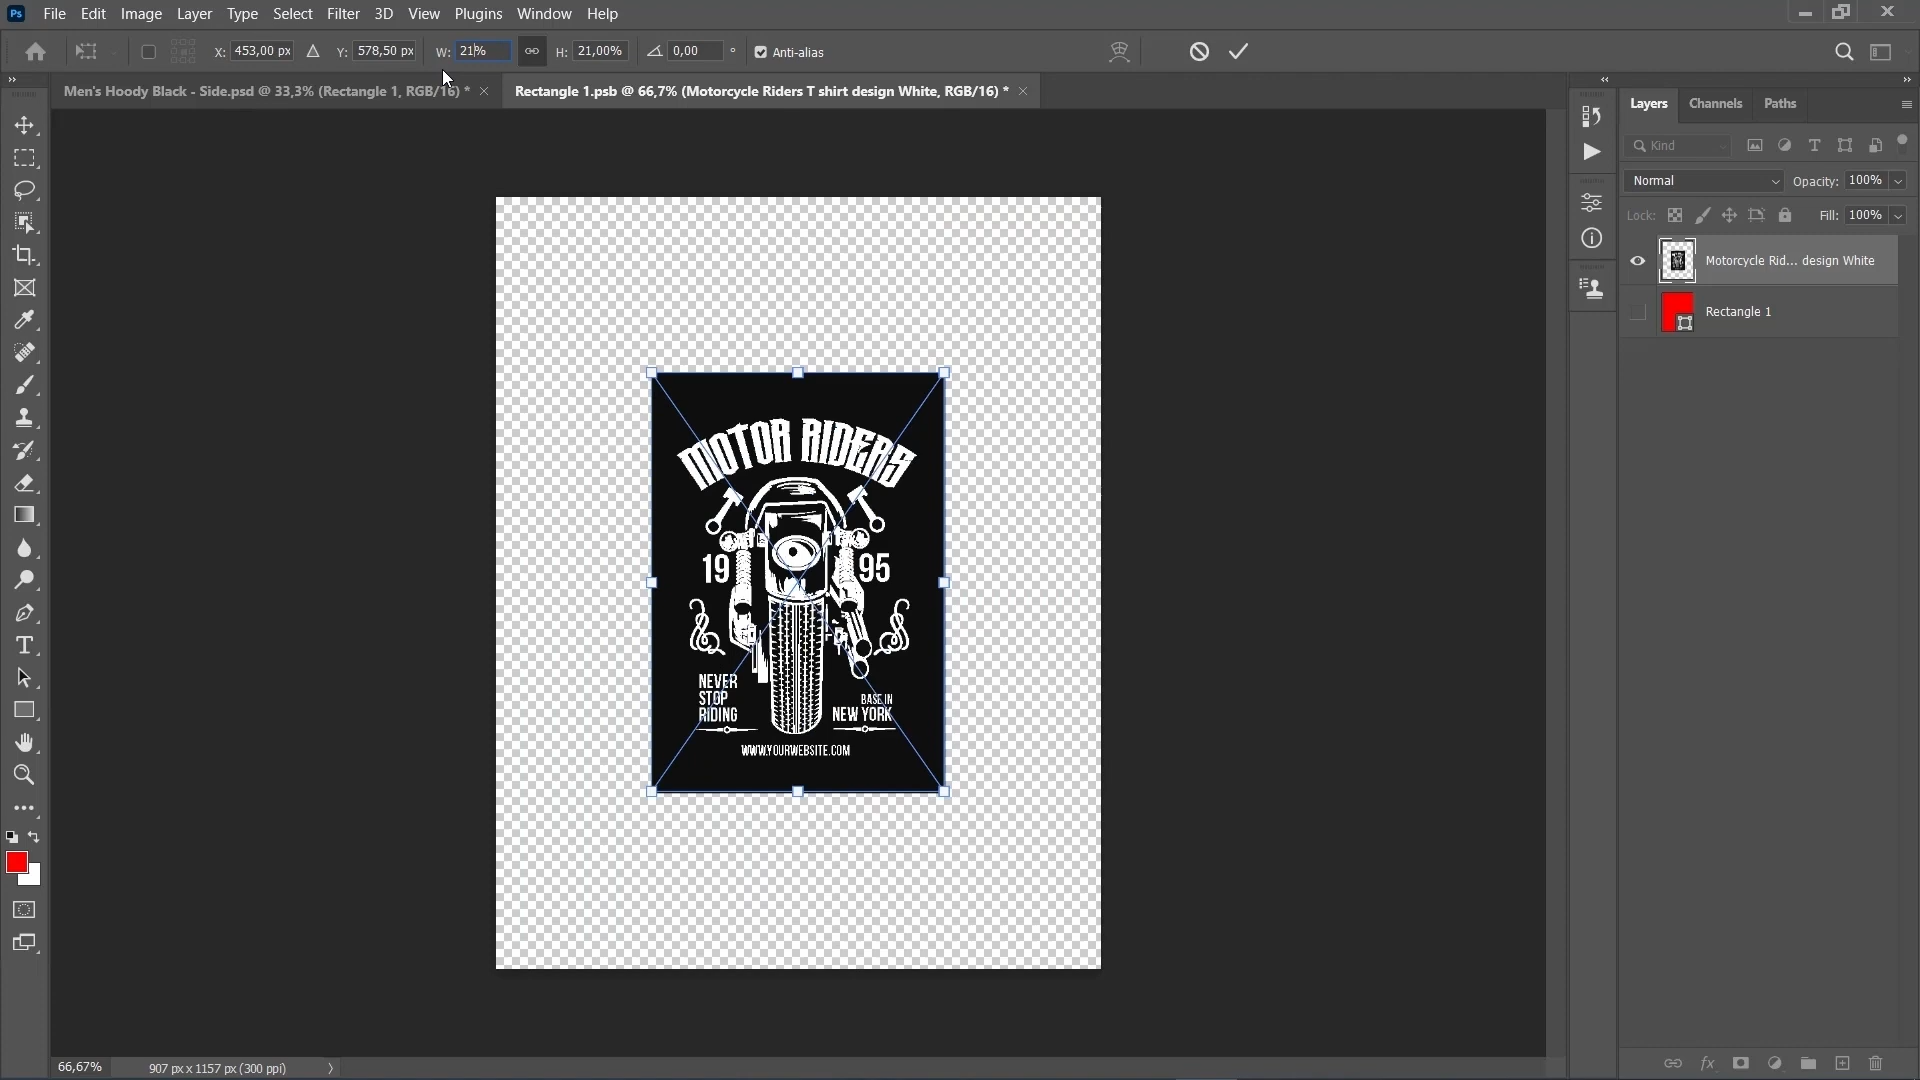 Ps File Edit Image Layer Type Select Filter 3D View Plugins Window Help
X: 453,00 px Y: 578,50 px W: 21% H: 21,00% 0,00 ° Anti-alias
Men's Hoody Black - Side.psd @ 33,3% (Rectangle 1, RGB/16) *
Rectangle 1.psb @ 66,7% (Motorcycle Riders T shirt design White, RGB/16) *
Layers Channels Paths
Kind
Normal Opacity: 100%
Lock: Fill: 100%
Motorcycle Rid... design White
Rectangle 1
MOTOR RIDERS
19 95
NEVER
STOP
RIDING
BASE IN
NEW YORK
WWW.YOURWEBSITE.COM
66,67% 907 px x 1157 px (300 ppi)